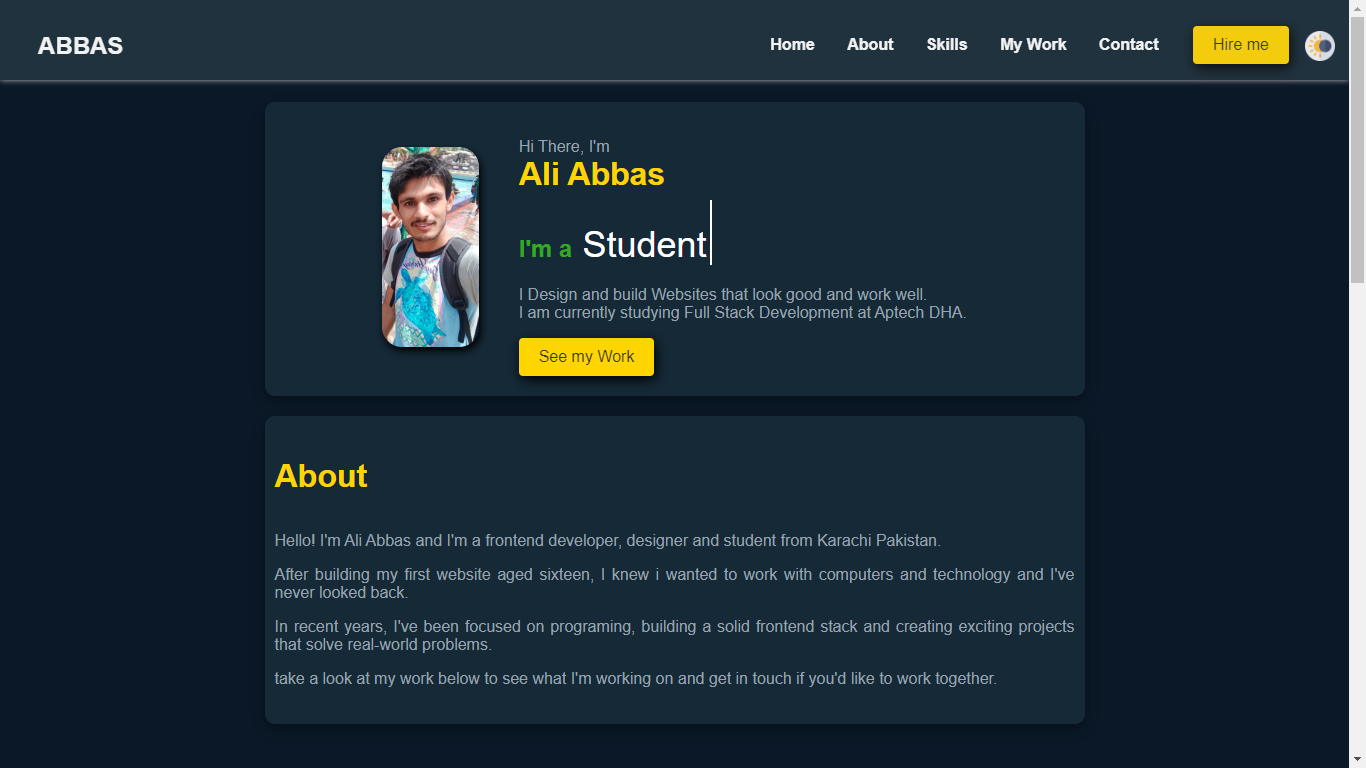 ABBAS
Home
About
Skills
My Work
Contact
Hire me
Hi There, I'm
Ali Abbas
I'm a Student
I Design and build Websites that look good and work well.
I am currently studying Full Stack Development at Aptech DHA.
See my Work
About
Hello! I'm Ali Abbas and I'm a frontend developer, designer and student from Karachi Pakistan.
After building my first website aged sixteen, I knew i wanted to work with computers and technology and I've
never looked back.
In recent years, I've been focused on programing, building a solid frontend stack and creating exciting projects
that solve real-world problems.
take a look at my work below to see what I'm working on and get in touch if you'd like to work together.